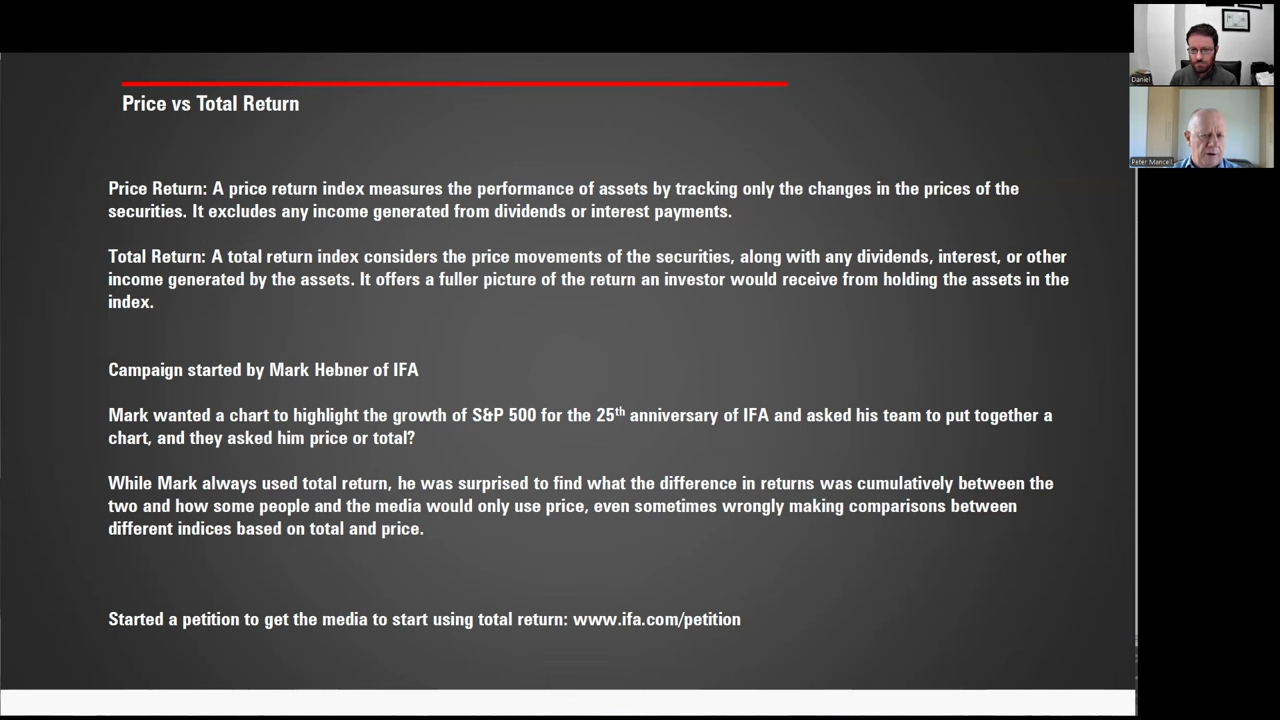 Price vs Total Return
Price Return: A price return index measures the performance of assets by tracking only the changes in the prices of the
securities. It excludes any income generated from dividends or interest payments.
Total Return: A total return index considers the price movements of the securities, along with any dividends, interest, or other
income generated by the assets. It offers a fuller picture of the return an investor would receive from holding the assets in the
index.
Campaign started by Mark Hebner of IFA
Mark wanted a chart to highlight the growth of S&P 500 for the 25th anniversary of IFA and asked his team to put together a
chart, and they asked him price or total?
While Mark always used total return, he was surprised to find what the difference in returns was cumulatively between the
two and how some people and the media would only use price, even sometimes wrongly making comparisons between
different indices based on total and price.
Started a petition to get the media to start using total return: www.ifa.com/petition
Daniel
Peter Mancell